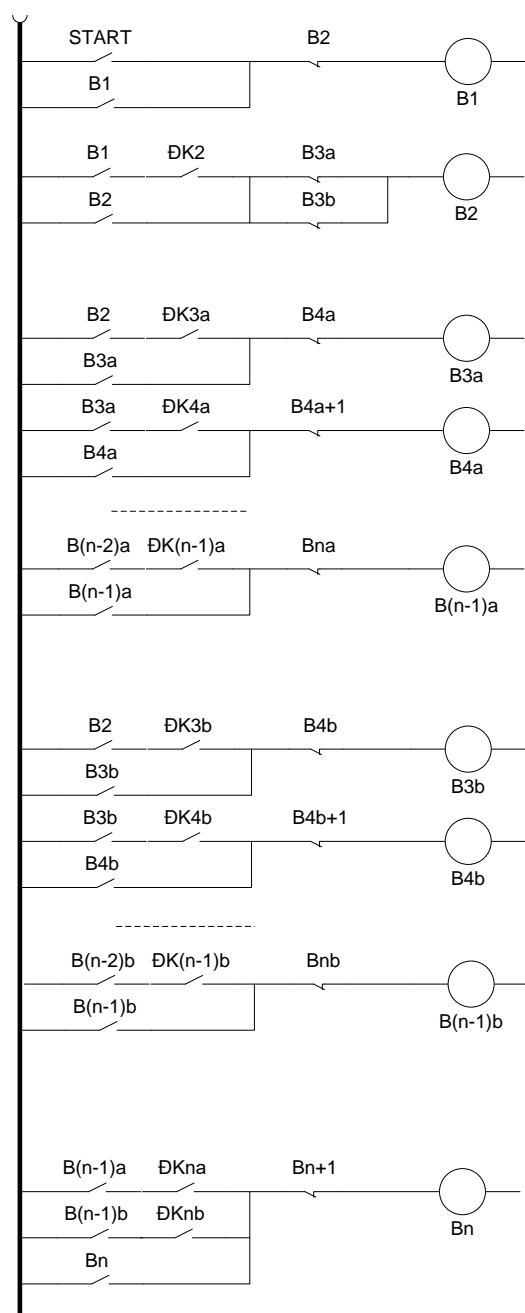 START B2
B1 B1
B1 ĐK2 B3a
B2 B3b B2
B2 ĐK3a B4a
B3a B3a
B3a ĐK4a B4a+1
B4a B4a
B(n-2)a ĐK(n-1)a Bna
B(n-1)a B(n-1)a
B2 ĐK3b B4b
B3b B3b
B3b ĐK4b B4b+1
B4b B4b
B(n-2)b ĐK(n-1)b Bnb
B(n-1)b B(n-1)b
B(n-1)a ĐKna Bn+1
B(n-1)b ĐKnb Bn
Bn